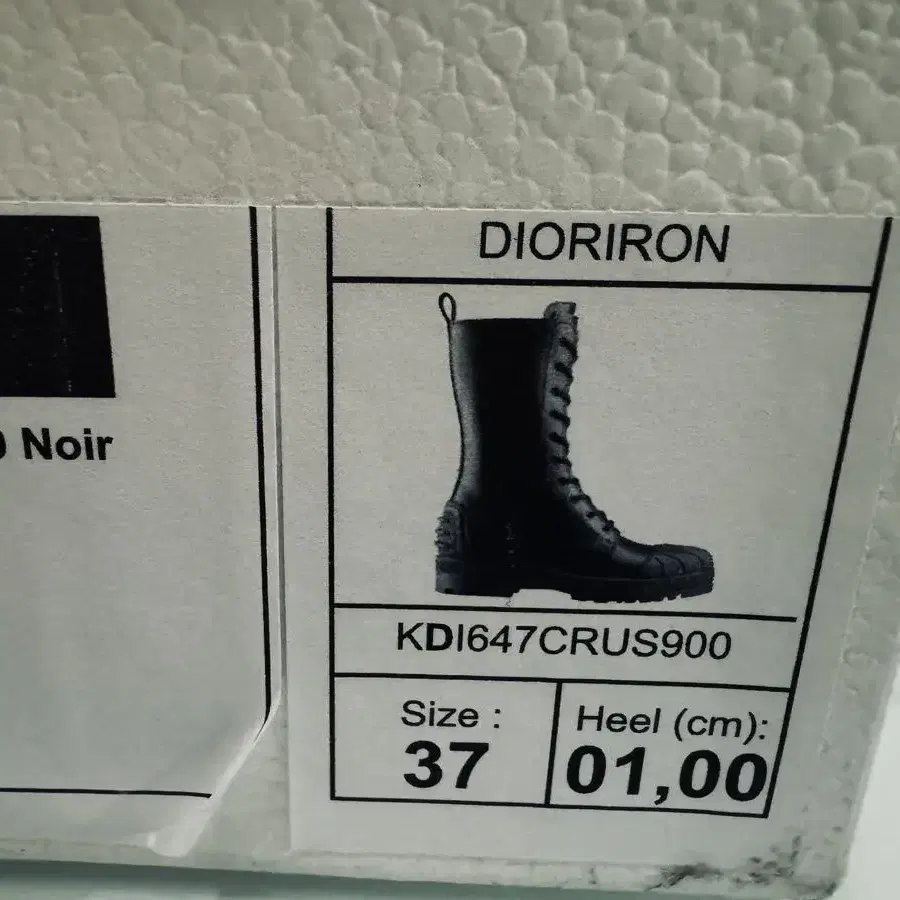 DIORIRON
Noir
KDI647CRUS900
Size :
37
Heel (cm):
01,00